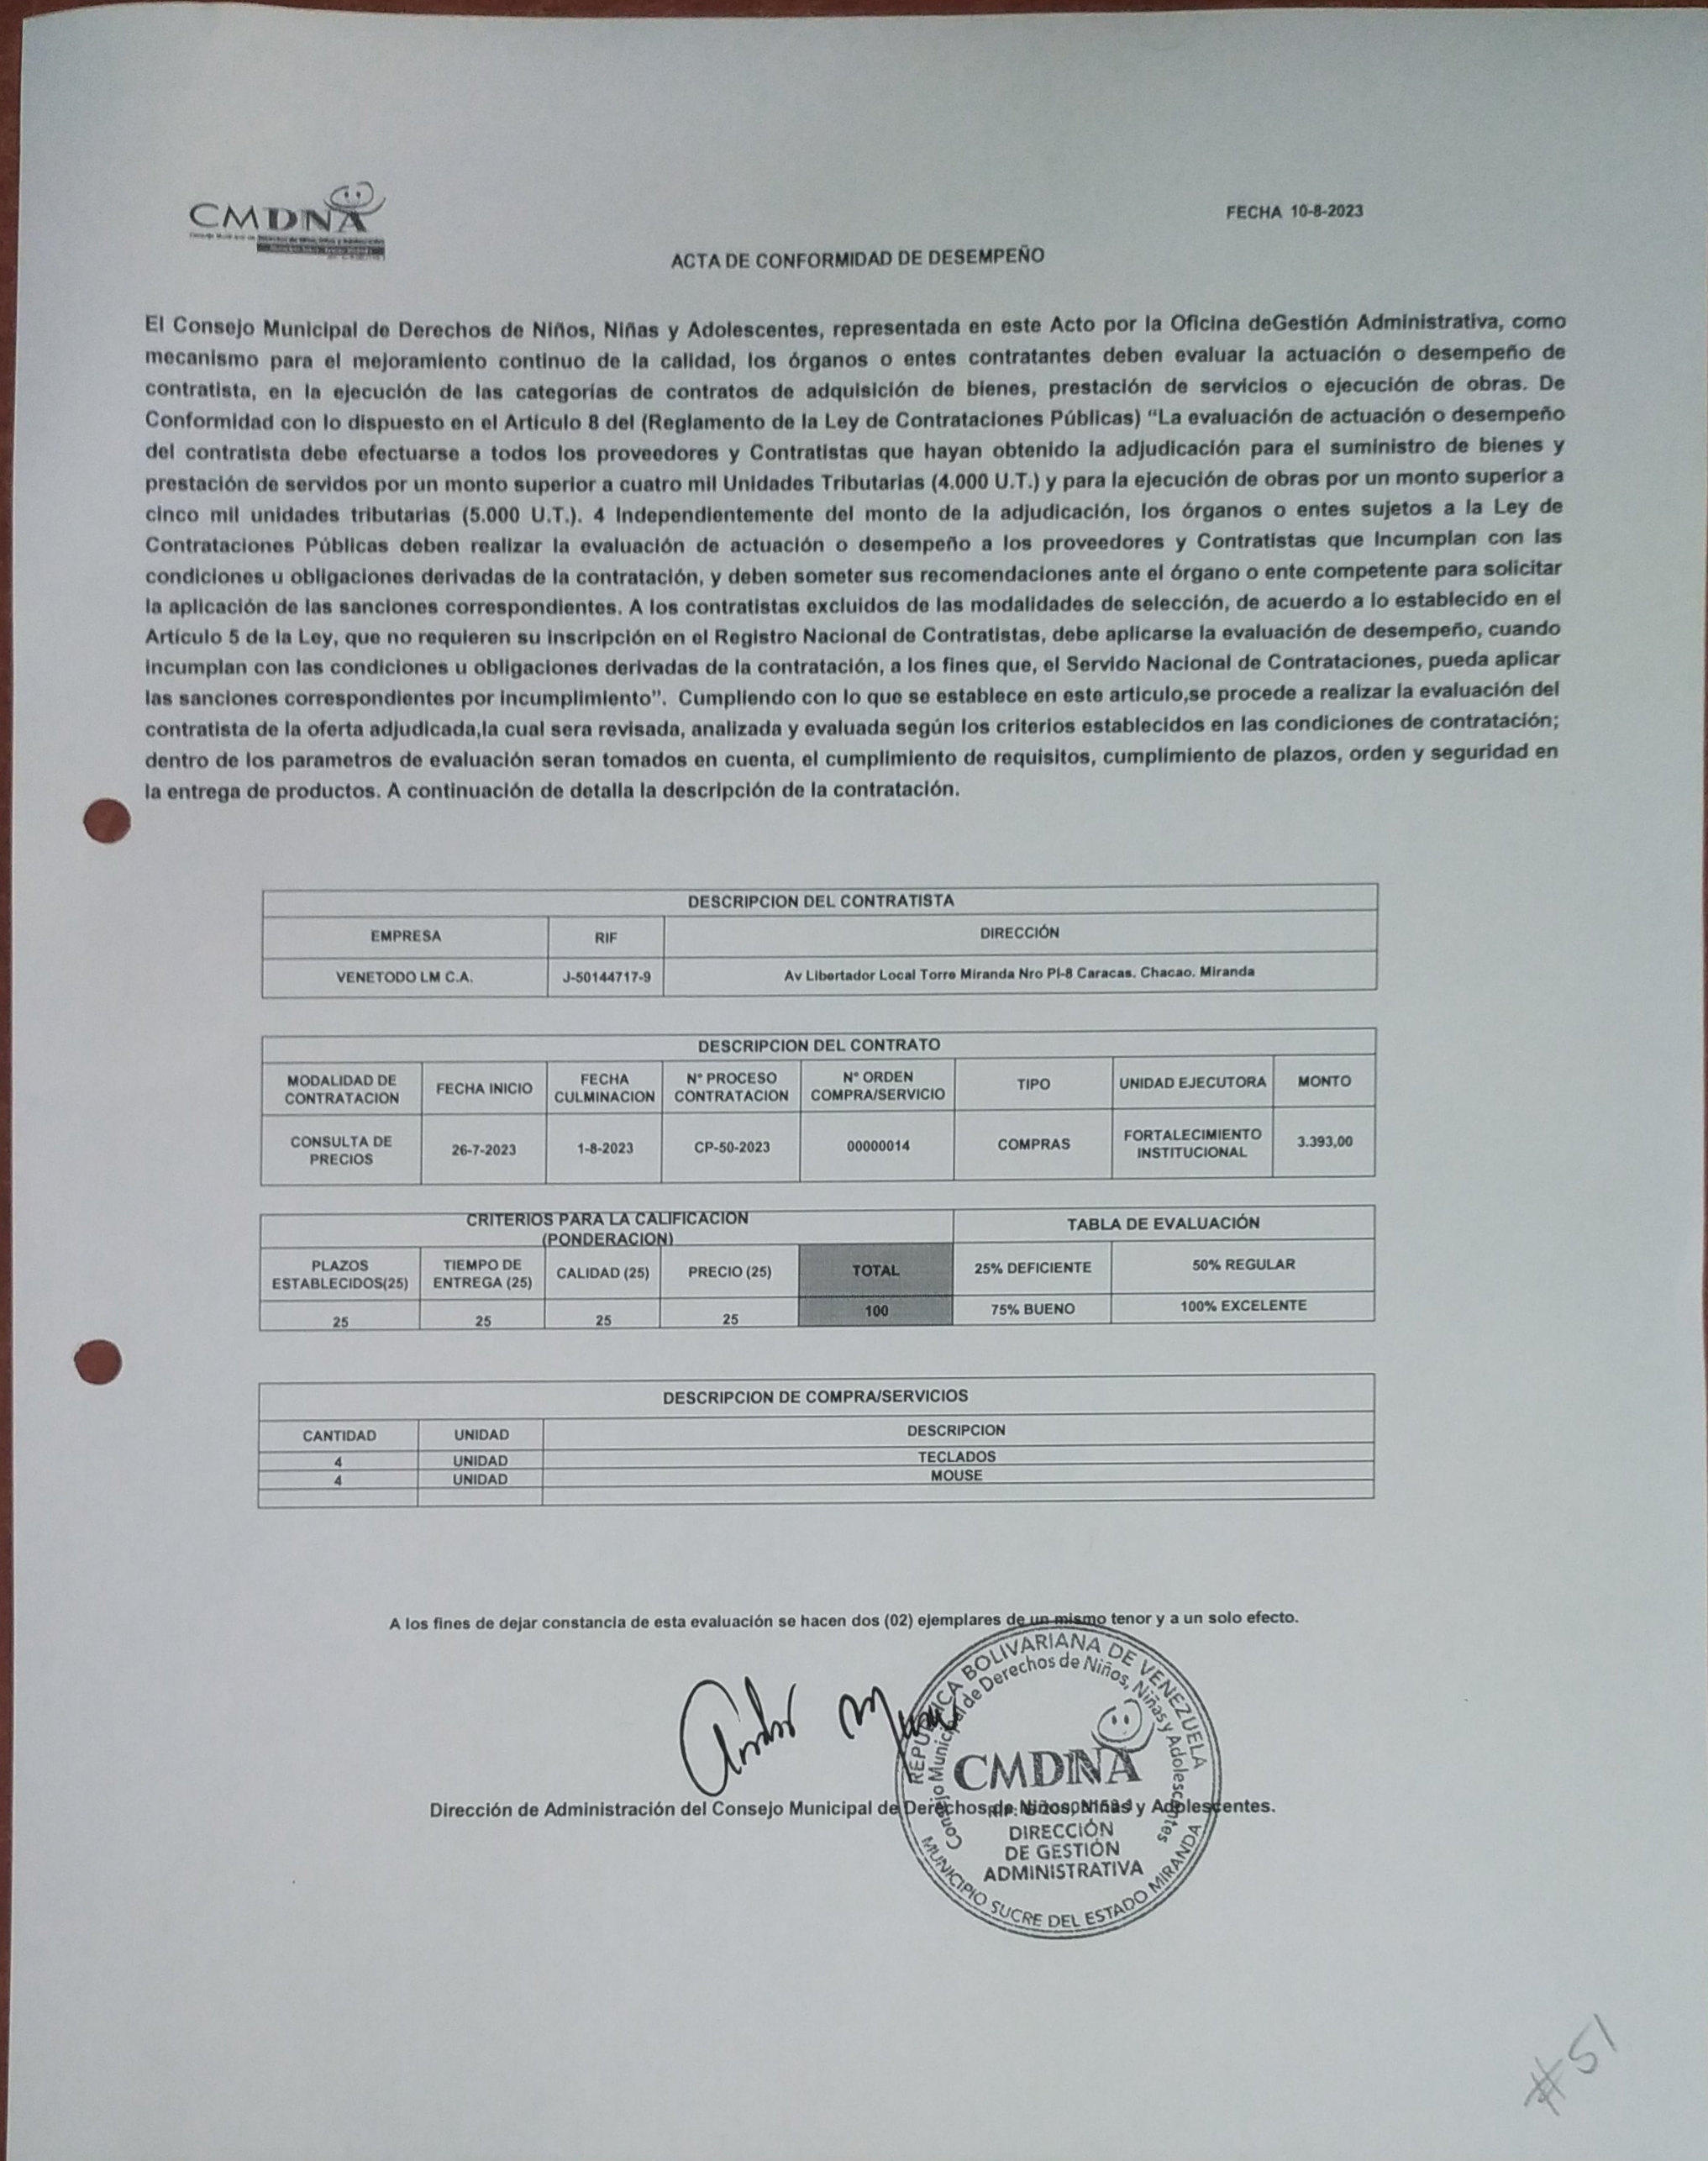 CMDNA
FECHA 10-8-2023
ACTA DE CONFORMIDAD DE DESEMPEÑO
El Consejo Municipal de Derechos de Niños, Niñas y Adolescentes, representada en este Acto por la Oficina deGestión Administrativa, como
mecanismo para el mejoramiento continuo de la calidad, los órganos o entes contratantes deben evaluar la actuación o desempeño de
contratista, en la ejecución de las categorías de contratos de adquisición de bienes, prestación de servicios o ejecución de obras. De
Conformidad con lo dispuesto en el Artículo 8 del (Reglamento de la Ley de Contrataciones Públicas) “La evaluación de actuación o desempeño
del contratista debe efectuarse a todos los proveedores y Contratistas que hayan obtenido la adjudicación para el suministro de bienes y
prestación de servidos por un monto superior a cuatro mil Unidades Tributarias (4.000 U.T.) y para la ejecución de obras por un monto superior a
cinco mil unidades tributarias (5.000 U.T.). 4 Independientemente del monto de la adjudicación, los órganos o entes sujetos a la Ley de
Contrataciones Públicas deben realizar la evaluación de actuación o desempeño a los proveedores y Contratistas que Incumplan con las
condiciones u obligaciones derivadas de la contratación, y deben someter sus recomendaciones ante el órgano o ente competente para solicitar
la aplicación de las sanciones correspondientes. A los contratistas excluidos de las modalidades de selección, de acuerdo a lo establecido en el
Artículo 5 de la Ley, que no requieren su inscripción en el Registro Nacional de Contratistas, debe aplicarse la evaluación de desempeño, cuando
incumplan con las condiciones u obligaciones derivadas de la contratación, a los fines que, el Servido Nacional de Contrataciones, pueda aplicar
las sanciones correspondientes por incumplimiento”. Cumpliendo con lo que se establece en este articulo,se procede a realizar la evaluación del
contratista de la oferta adjudicada,la cual sera revisada, analizada y evaluada según los criterios establecidos en las condiciones de contratación;
dentro de los parametros de evaluación seran tomados en cuenta, el cumplimiento de requisitos, cumplimiento de plazos, orden y seguridad en
la entrega de productos. A continuación de detalla la descripción de la contratación.
DESCRIPCION DEL CONTRATISTA
EMPRESA RIF DIRECCIÓN
VENETODO LM C.A. J-50144717-9 Av Libertador Local Torre Miranda Nro Pl-8 Caracas. Chacao. Miranda
DESCRIPCION DEL CONTRATO
MODALIDAD DE CONTRATACION FECHA INICIO FECHA CULMINACION N° PROCESO CONTRATACION N° ORDEN COMPRA/SERVICIO TIPO UNIDAD EJECUTORA MONTO
CONSULTA DE PRECIOS 26-7-2023 1-8-2023 CP-50-2023 00000014 COMPRAS FORTALECIMIENTO INSTITUCIONAL 3.393,00
CRITERIOS PARA LA CALIFICACION (PONDERACION) TABLA DE EVALUACIÓN
PLAZOS ESTABLECIDOS(25) TIEMPO DE ENTREGA (25) CALIDAD (25) PRECIO (25) TOTAL 25% DEFICIENTE 50% REGULAR
25 25 25 25 100 75% BUENO 100% EXCELENTE
DESCRIPCION DE COMPRA/SERVICIOS
CANTIDAD UNIDAD DESCRIPCION
4 UNIDAD TECLADOS
4 UNIDAD MOUSE
A los fines de dejar constancia de esta evaluación se hacen dos (02) ejemplares de un mismo tenor y a un solo efecto.
REPÚBLICA BOLIVARIANA DE VENEZUELA
Consejo Municipal de Derechos de Niños, Niñas y Adolescentes
CMDNA
Dirección de Administración del Consejo Municipal de Derechos de Niños, Niñas y Adolescentes.
DIRECCIÓN
DE GESTIÓN
ADMINISTRATIVA
MUNICIPIO SUCRE DEL ESTADO MIRANDA
#51